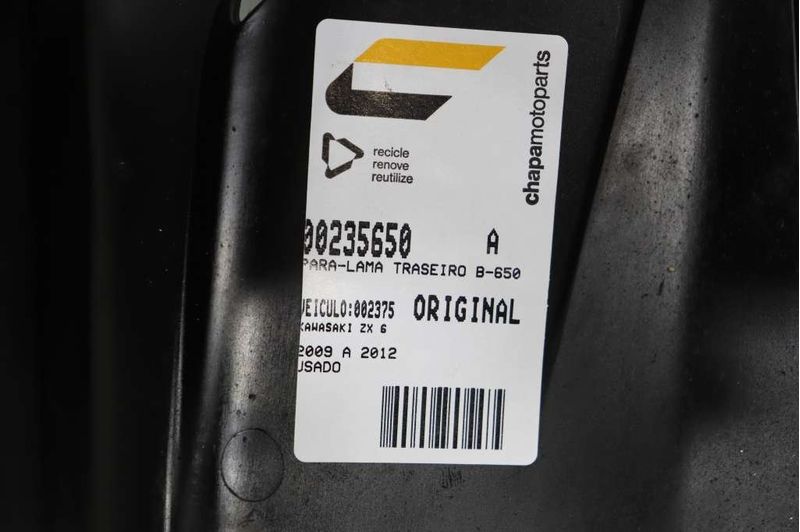 chapamotoparts
recicle
renove
reutilize
00235650 A
PARA-LAMA TRASEIRO B-650
VEICULO:002375 ORIGINAL
KAWASAKI ZX 6
2009 A 2012
USADO